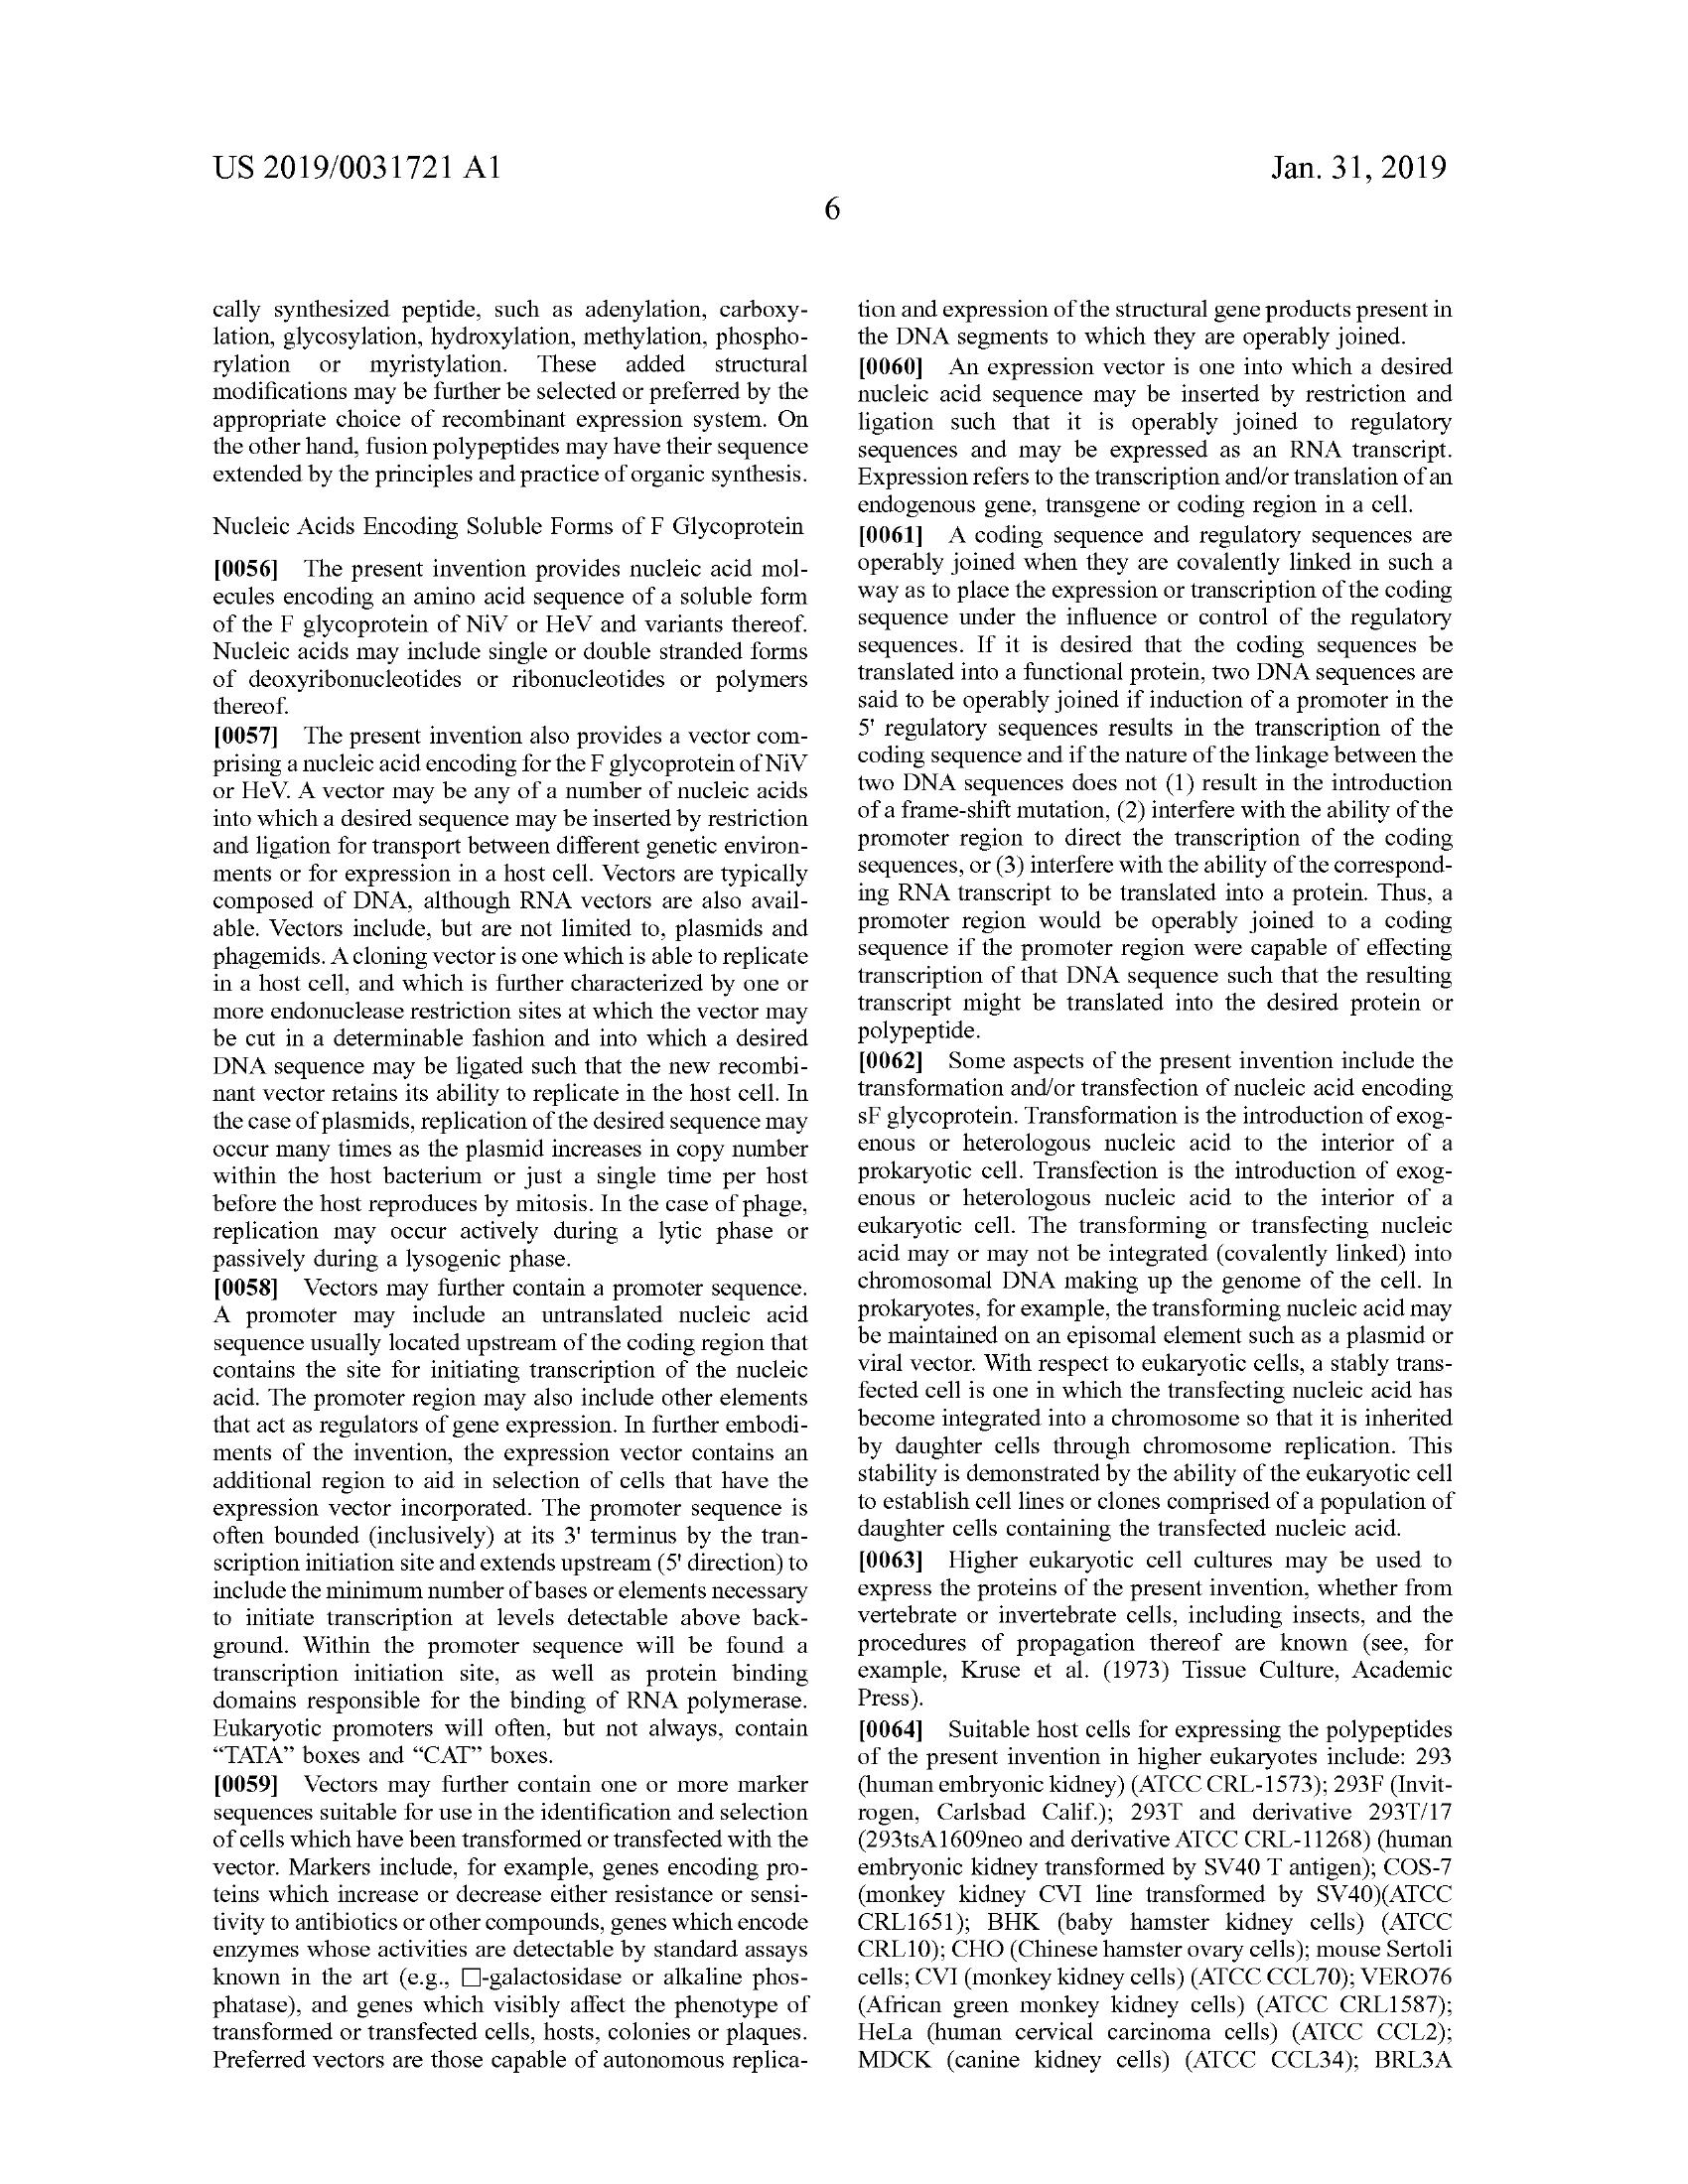 US 2019/0031721 A1
Jan. 31, 2019
6
cally synthesized peptide, such as adenylation, carboxy-
lation, glycosylation, hydroxylation, methylation, phospho-
rylation or myristylation. These added structural
modifications may be further be selected or preferred by the
appropriate choice of recombinant expression system. On
the other hand, fusion polypeptides may have their sequence
extended by the principles and practice of organic synthesis.
Nucleic Acids Encoding Soluble Forms of F Glycoprotein
[0056] The present invention provides nucleic acid mol-
ecules encoding an amino acid sequence of a soluble form
of the F glycoprotein of NiV or HeV and variants thereof.
Nucleic acids may include single or double stranded forms
of deoxyribonucleotides or ribonucleotides or polymers
thereof.
[0057] The present invention also provides a vector com-
prising a nucleic acid encoding for the F glycoprotein of NiV
or HeV. A vector may be any of a number of nucleic acids
into which a desired sequence may be inserted by restriction
and ligation for transport between different genetic environ-
ments or for expression in a host cell. Vectors are typically
composed of DNA, although RNA vectors are also avail-
able. Vectors include, but are not limited to, plasmids and
phagemids. A cloning vector is one which is able to replicate
in a host cell, and which is further characterized by one or
more endonuclease restriction sites at which the vector may
be cut in a determinable fashion and into which a desired
DNA sequence may be ligated such that the new recombi-
nant vector retains its ability to replicate in the host cell. In
the case of plasmids, replication of the desired sequence may
occur many times as the plasmid increases in copy number
within the host bacterium or just a single time per host
before the host reproduces by mitosis. In the case of phage,
replication may occur actively during a lytic phase or
passively during a lysogenic phase.
[0058] Vectors may further contain a promoter sequence.
A promoter may include an untranslated nucleic acid
sequence usually located upstream of the coding region that
contains the site for initiating transcription of the nucleic
acid. The promoter region may also include other elements
that act as regulators of gene expression. In further embodi-
ments of the invention, the expression vector contains an
additional region to aid in selection of cells that have the
expression vector incorporated. The promoter sequence is
often bounded (inclusively) at its 3' terminus by the tran-
scription initiation site and extends upstream (5' direction) to
include the minimum number of bases or elements necessary
to initiate transcription at levels detectable above back-
ground. Within the promoter sequence will be found a
transcription initiation site, as well as protein binding
domains responsible for the binding of RNA polymerase.
Eukaryotic promoters will often, but not always, contain
“TATA” boxes and “CAT” boxes.
[0059] Vectors may further contain one or more marker
sequences suitable for use in the identification and selection
of cells which have been transformed or transfected with the
vector. Markers include, for example, genes encoding pro-
teins which increase or decrease either resistance or sensi-
tivity to antibiotics or other compounds, genes which encode
enzymes whose activities are detectable by standard assays
known in the art (e.g., □-galactosidase or alkaline phos-
phatase), and genes which visibly affect the phenotype of
transformed or transfected cells, hosts, colonies or plaques.
Preferred vectors are those capable of autonomous replica-
tion and expression of the structural gene products present in
the DNA segments to which they are operably joined.
[0060] An expression vector is one into which a desired
nucleic acid sequence may be inserted by restriction and
ligation such that it is operably joined to regulatory
sequences and may be expressed as an RNA transcript.
Expression refers to the transcription and/or translation of an
endogenous gene, transgene or coding region in a cell.
[0061] A coding sequence and regulatory sequences are
operably joined when they are covalently linked in such a
way as to place the expression or transcription of the coding
sequence under the influence or control of the regulatory
sequences. If it is desired that the coding sequences be
translated into a functional protein, two DNA sequences are
said to be operably joined if induction of a promoter in the
5' regulatory sequences results in the transcription of the
coding sequence and if the nature of the linkage between the
two DNA sequences does not (1) result in the introduction
of a frame-shift mutation, (2) interfere with the ability of the
promoter region to direct the transcription of the coding
sequences, or (3) interfere with the ability of the correspond-
ing RNA transcript to be translated into a protein. Thus, a
promoter region would be operably joined to a coding
sequence if the promoter region were capable of effecting
transcription of that DNA sequence such that the resulting
transcript might be translated into the desired protein or
polypeptide.
[0062] Some aspects of the present invention include the
transformation and/or transfection of nucleic acid encoding
sF glycoprotein. Transformation is the introduction of exog-
enous or heterologous nucleic acid to the interior of a
prokaryotic cell. Transfection is the introduction of exog-
enous or heterologous nucleic acid to the interior of a
eukaryotic cell. The transforming or transfecting nucleic
acid may or may not be integrated (covalently linked) into
chromosomal DNA making up the genome of the cell. In
prokaryotes, for example, the transforming nucleic acid may
be maintained on an episomal element such as a plasmid or
viral vector. With respect to eukaryotic cells, a stably trans-
fected cell is one in which the transfecting nucleic acid has
become integrated into a chromosome so that it is inherited
by daughter cells through chromosome replication. This
stability is demonstrated by the ability of the eukaryotic cell
to establish cell lines or clones comprised of a population of
daughter cells containing the transfected nucleic acid.
[0063] Higher eukaryotic cell cultures may be used to
express the proteins of the present invention, whether from
vertebrate or invertebrate cells, including insects, and the
procedures of propagation thereof are known (see, for
example, Kruse et al. (1973) Tissue Culture, Academic
Press).
[0064] Suitable host cells for expressing the polypeptides
of the present invention in higher eukaryotes include: 293
(human embryonic kidney) (ATCC CRL-1573); 293F (Invit-
rogen, Carlsbad Calif.); 293T and derivative 293T/17
(293tsA1609neo and derivative ATCC CRL-11268) (human
embryonic kidney transformed by SV40 T antigen); COS-7
(monkey kidney CVI line transformed by SV40)(ATCC
CRL1651); BHK (baby hamster kidney cells) (ATCC
CRL10); CHO (Chinese hamster ovary cells); mouse Sertoli
cells; CVI (monkey kidney cells) (ATCC CCL70); VERO76
(African green monkey kidney cells) (ATCC CRL1587);
HeLa (human cervical carcinoma cells) (ATCC CCL2);
MDCK (canine kidney cells) (ATCC CCL34); BRL3A